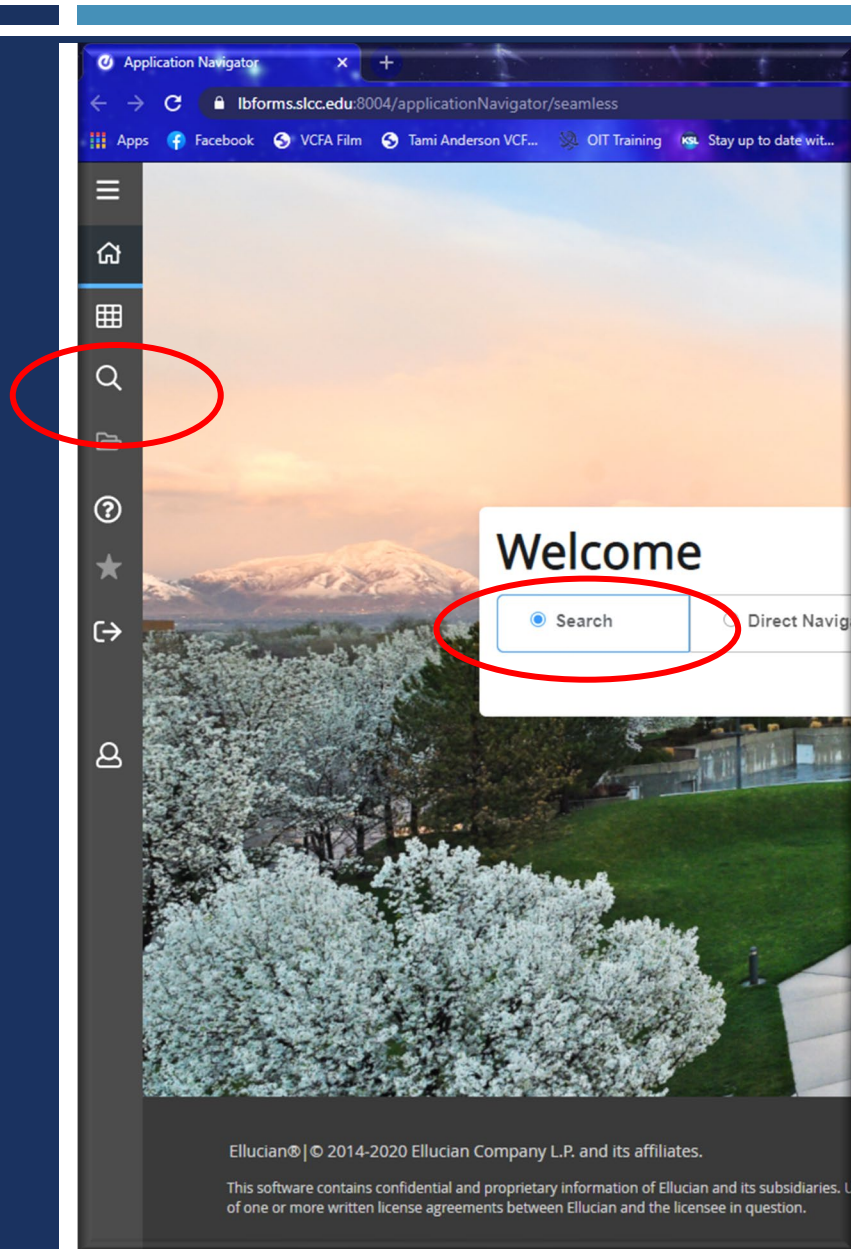 Application Navigator
lbforms.slcc.edu:8004/applicationNavigator/seamless
Apps Facebook VCFA Film Tami Anderson VCF... OIT Training KSL Stay up to date wit...
Welcome
Search Direct Navig
Ellucian®|© 2014-2020 Ellucian Company L.P. and its affiliates.
This software contains confidential and proprietary information of Ellucian and its subsidiaries. U
of one or more written license agreements between Ellucian and the licensee in question.